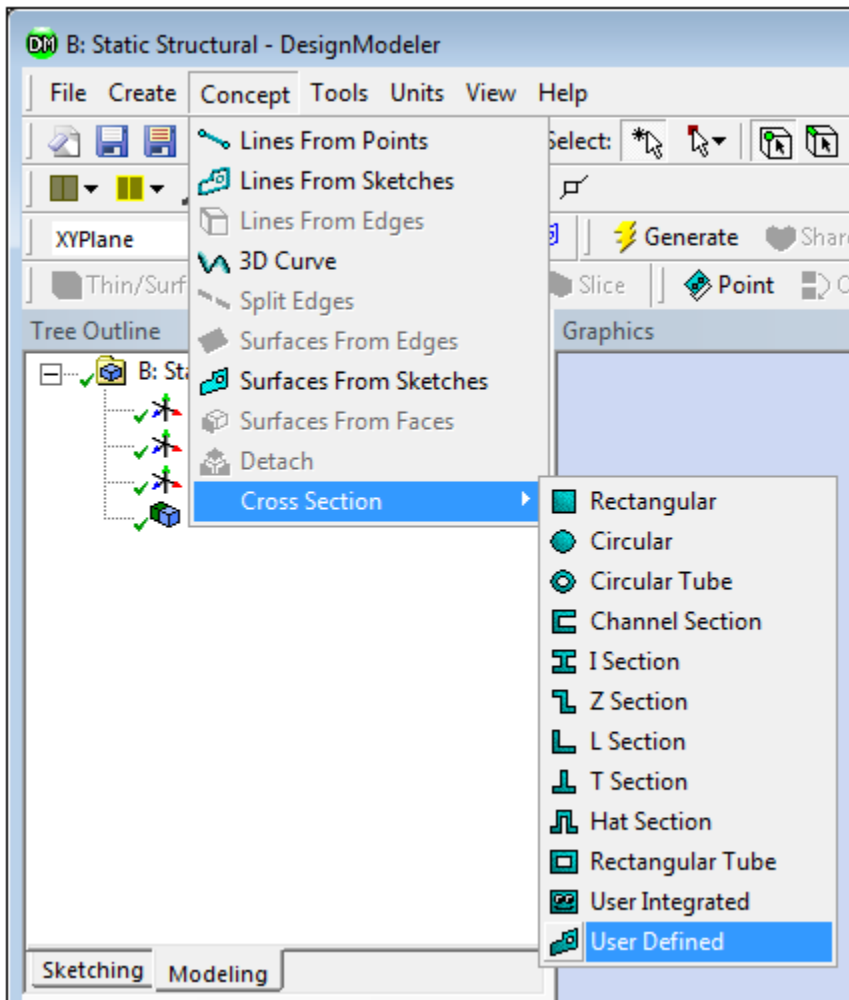 B: Static Structural - DesignModeler
File Create Concept Tools Units View Help
Select:
XYPlane
Generate
Thin/Surf
Slice
Point
Tree Outline
Graphics
B:
Lines From Points
Lines From Sketches
Lines From Edges
3D Curve
Split Edges
Surfaces From Edges
Surfaces From Sketches
Surfaces From Faces
Detach
Cross Section
Rectangular
Circular
Circular Tube
Channel Section
I Section
Z Section
L Section
T Section
Hat Section
Rectangular Tube
User Integrated
User Defined
Sketching Modeling